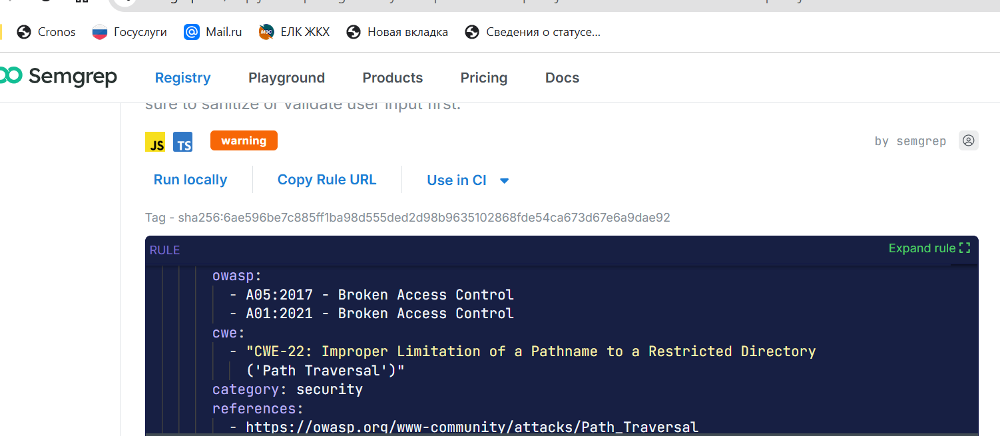 Cronos Госуслуги Mail.ru ЕЛК ЖКХ Новая вкладка Сведения о статусе...
Semgrep Registry Playground Products Pricing Docs
sure to sanitize or validate user input first.
JS TS warning by semgrep
Run locally Copy Rule URL Use in CI
Tag - sha256:6ae596be7c885ff1ba98d555ded2d98b9635102868fde54ca673d67e6a9dae92
RULE Expand rule
owasp:
- A05:2017 - Broken Access Control
- A01:2021 - Broken Access Control
cwe:
- "CWE-22: Improper Limitation of a Pathname to a Restricted Directory
('Path Traversal')"
category: security
references:
- https://owasp.org/www-community/attacks/Path_Traversal